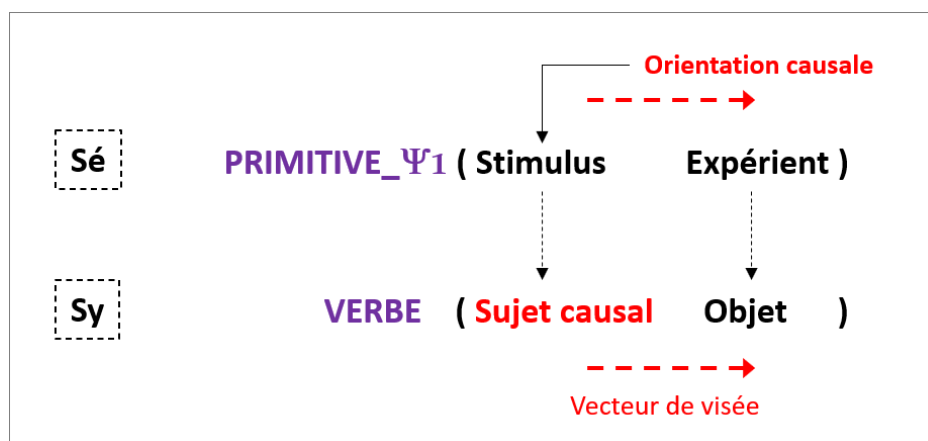 Orientation causale
Sé PRIMITIVE_Ψ1 ( Stimulus Expérient )
Sy VERBE ( Sujet causal Objet )
Vecteur de visée